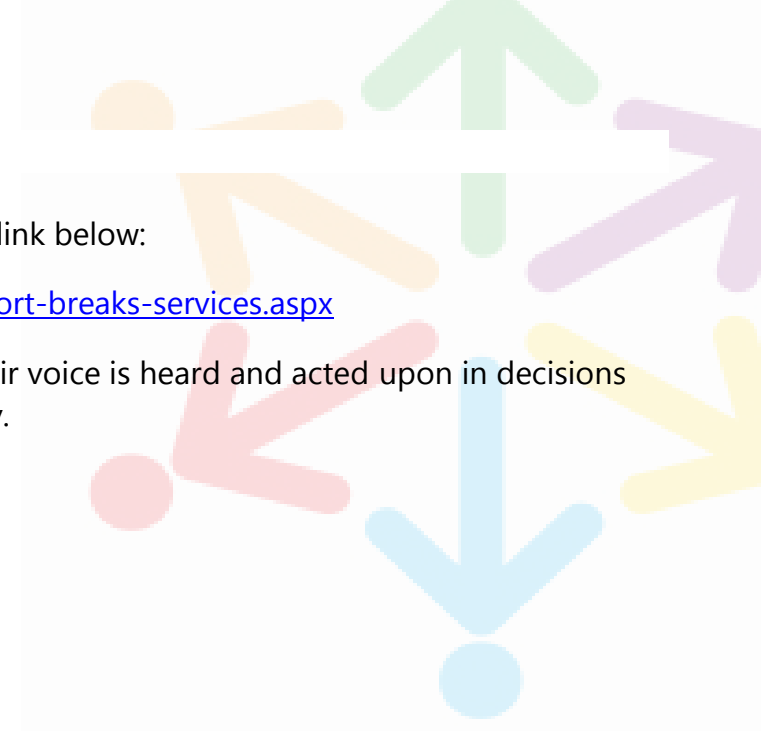 link below:
ort-breaks-services.aspx
ir voice is heard and acted upon in decisions